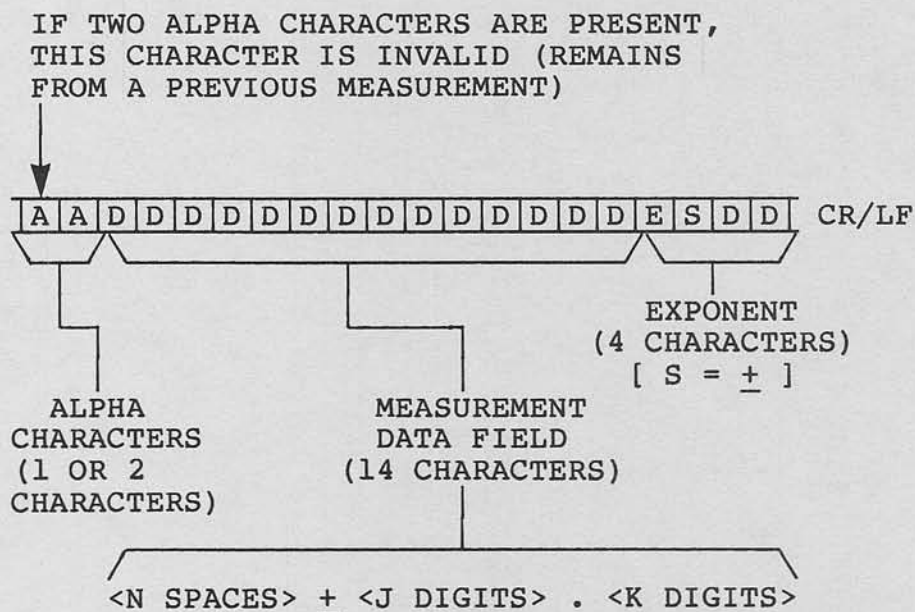 IF TWO ALPHA CHARACTERS ARE PRESENT,
THIS CHARACTER IS INVALID (REMAINS
FROM A PREVIOUS MEASUREMENT)
A A D D D D D D D D D D D D D D E S D D CR/LF
EXPONENT
(4 CHARACTERS)
[ S = ± ]
ALPHA
CHARACTERS
(1 OR 2
CHARACTERS)
MEASUREMENT
DATA FIELD
(14 CHARACTERS)
<N SPACES> + <J DIGITS> . <K DIGITS>